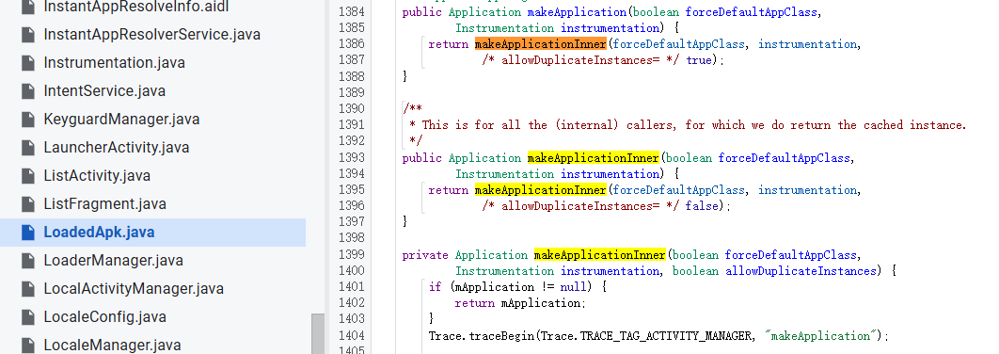 InstantAppResolveInfo.aidl
InstantAppResolverService.java
Instrumentation.java
IntentService.java
KeyguardManager.java
LauncherActivity.java
ListActivity.java
ListFragment.java
LoadedApk.java
LoaderManager.java
LocalActivityManager.java
LocaleConfig.java
LocaleManager.java
1384 public Application makeApplication(boolean forceDefaultAppClass,
1385 Instrumentation instrumentation) {
1386 return makeApplicationInner(forceDefaultAppClass, instrumentation,
1387 /* allowDuplicateInstances= */ true);
1388 }
1389
1390 /**
1391 * This is for all the (internal) callers, for which we do return the cached instance.
1392 */
1393 public Application makeApplicationInner(boolean forceDefaultAppClass,
1394 Instrumentation instrumentation) {
1395 return makeApplicationInner(forceDefaultAppClass, instrumentation,
1396 /* allowDuplicateInstances= */ false);
1397 }
1398
1399 private Application makeApplicationInner(boolean forceDefaultAppClass,
1400 Instrumentation instrumentation, boolean allowDuplicateInstances) {
1401 if (mApplication != null) {
1402 return mApplication;
1403 }
1404 Trace.traceBegin(Trace.TRACE_TAG_ACTIVITY_MANAGER, "makeApplication");
1405